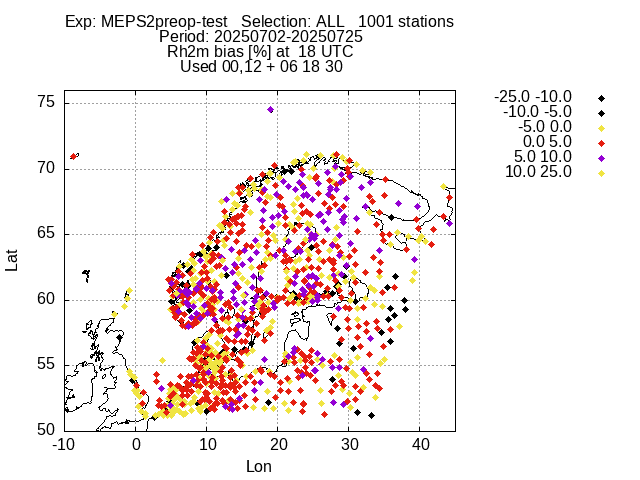 Exp: MEPS2preop-test   Selection: ALL   1001 stations
Period: 20250702-20250725
Rh2m bias [%] at  18 UTC
Used 00,12 + 06 18 30
-25.0 -10.0
-10.0 -5.0
-5.0 0.0
0.0 5.0
5.0 10.0
10.0 25.0
75
70
65
60
55
50
Lat
-10 0 10 20 30 40
Lon